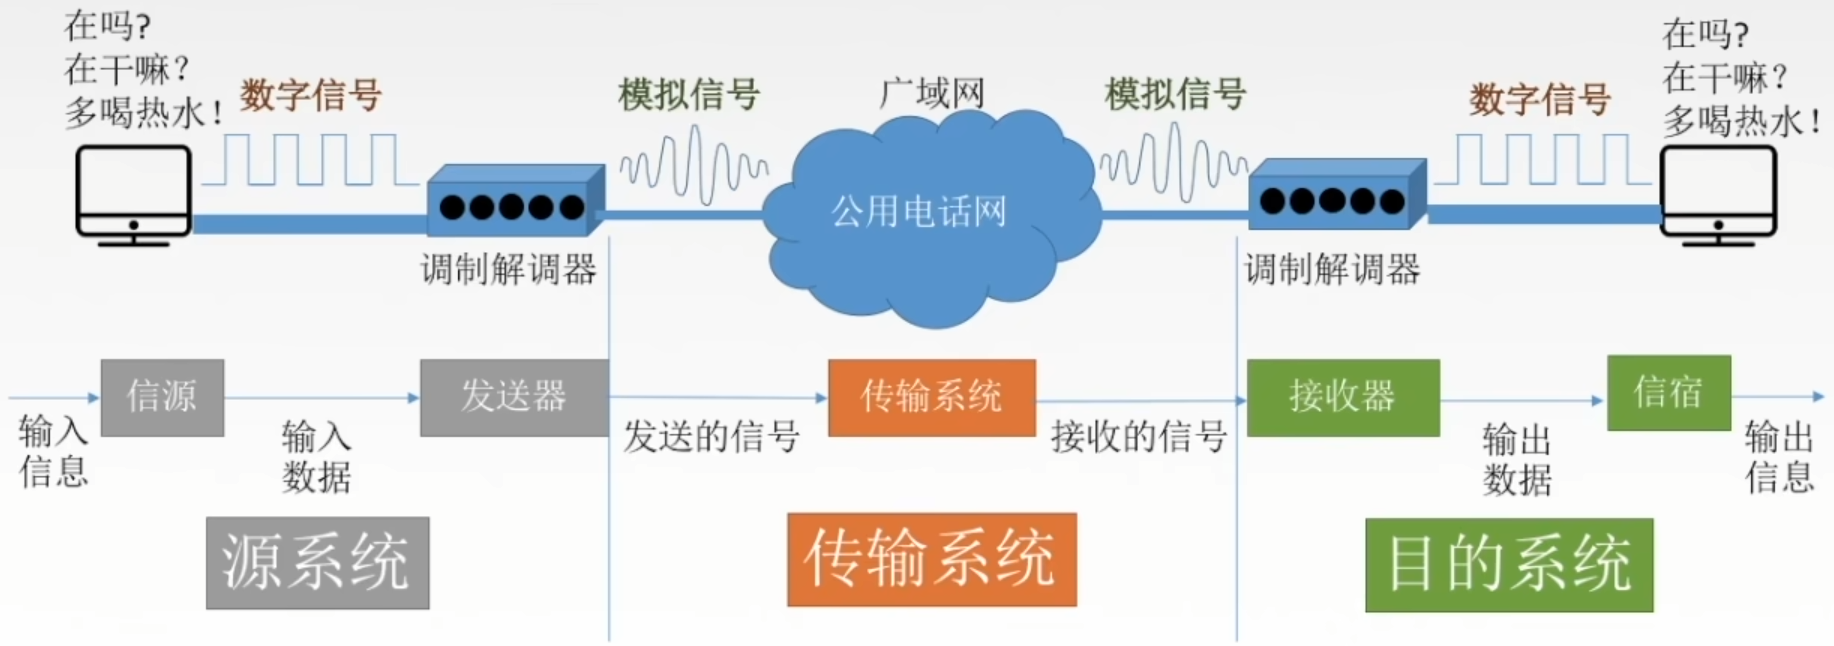 在吗?
在干嘛?
多喝热水!
数字信号
模拟信号
广域网
模拟信号
数字信号
在吗?
在干嘛?
多喝热水!
公用电话网
调制解调器
调制解调器
信源
发送器
传输系统
接收器
信宿
输入
信息
输入
数据
发送的信号
接收的信号
输出
数据
输出
信息
源系统
传输系统
目的系统